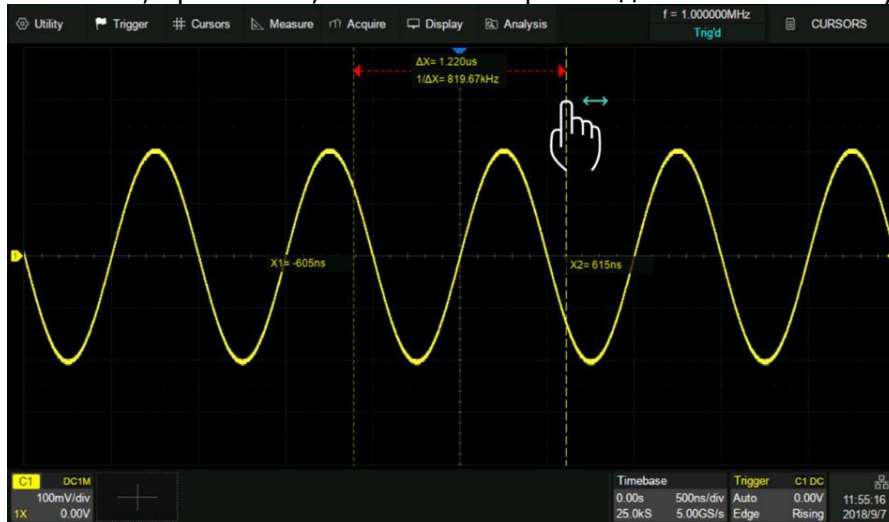 Utility Trigger Cursors Measure Acquire Display Analysis f = 1.000000MHz CURSORS
Trig'd
ΔX= 1.220us
1/ΔX= 819.67kHz
1
X1= -605ns X2= 615ns
C1 DC1M Timebase Trigger C1 DC
100mV/div 0.00s 500ns/div Auto 0.00V 11:55:16
1X 0.00V 25.0kS 5.00GS/s Edge Rising 2018/9/7